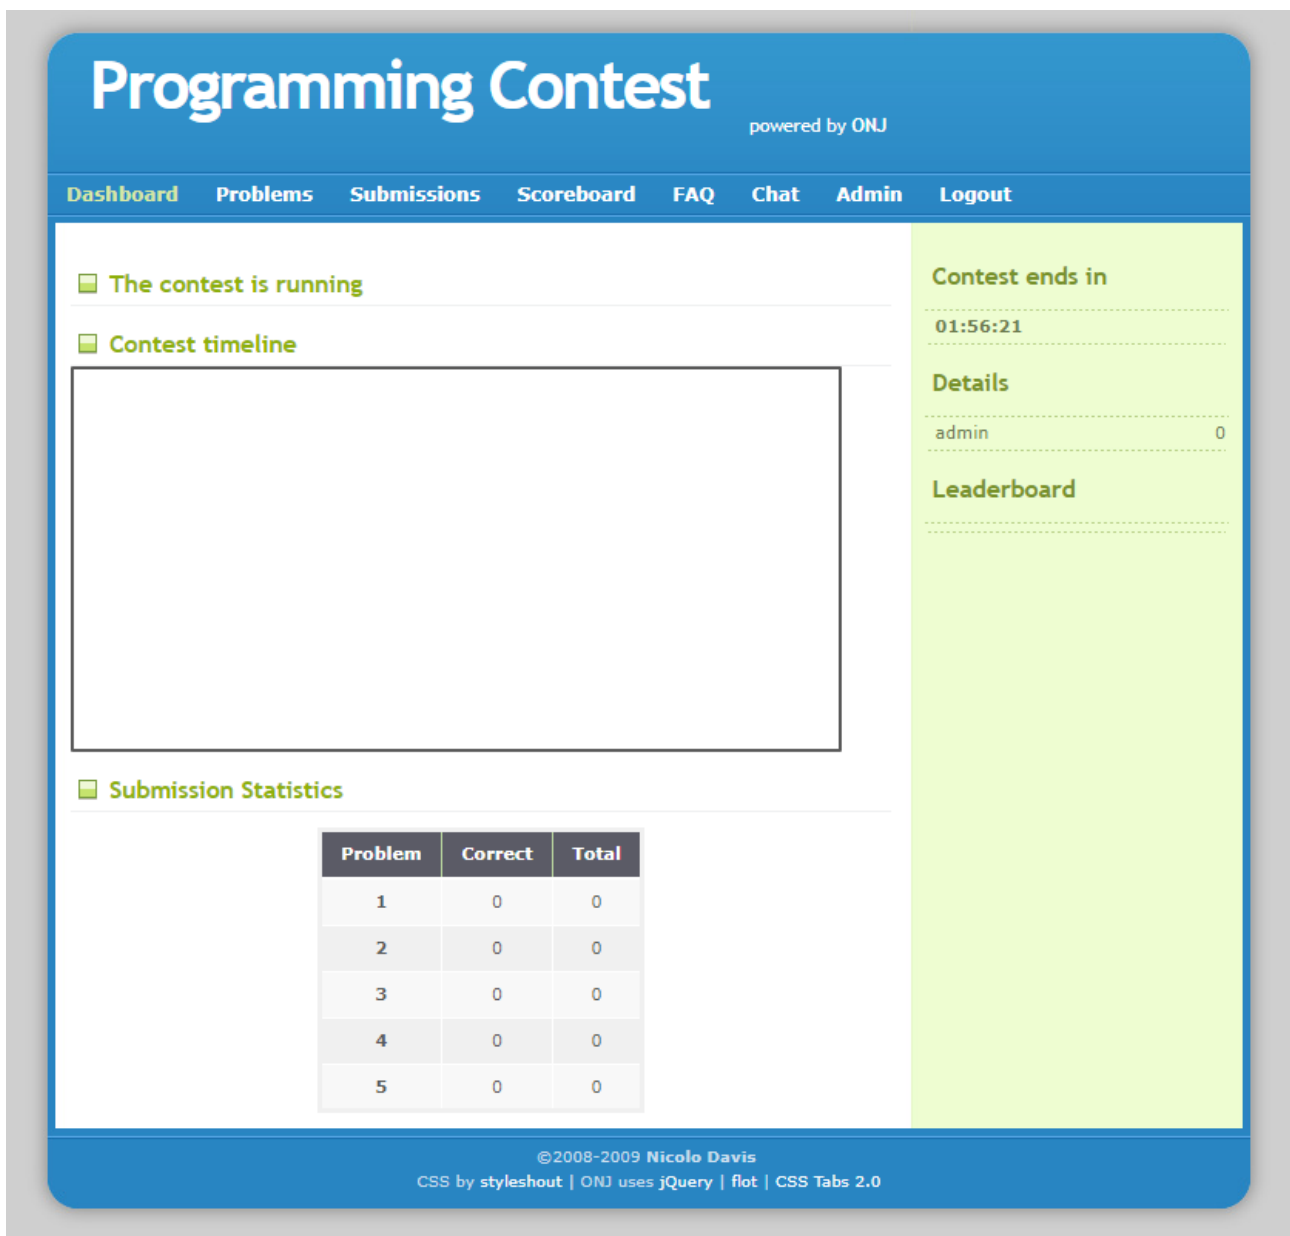 Programming Contest
powered by ONJ
Dashboard Problems Submissions Scoreboard FAQ Chat Admin Logout
The contest is running
Contest timeline
Submission Statistics
Problem Correct Total
1 0 0
2 0 0
3 0 0
4 0 0
5 0 0
Contest ends in
01:56:21
Details
admin 0
Leaderboard
©2008-2009 Nicolo Davis
CSS by styleshout | ONJ uses jQuery | flot | CSS Tabs 2.0